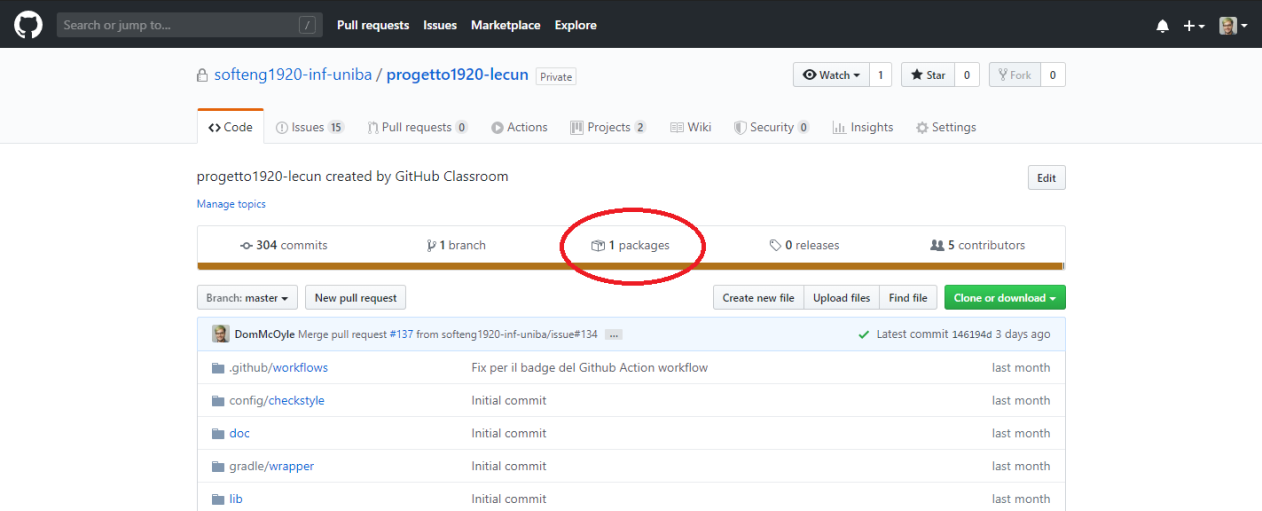 Search or jump to... / Pull requests Issues Marketplace Explore
softeng1920-inf-uniba / progetto1920-lecun Private Watch 1 Star 0 Fork 0
Code Issues 15 Pull requests 0 Actions Projects 2 Wiki Security 0 Insights Settings
progetto1920-lecun created by GitHub Classroom Edit
Manage topics
304 commits 1 branch 1 packages 0 releases 5 contributors
Branch: master New pull request Create new file Upload files Find file Clone or download
DomMcOyle Merge pull request #137 from softeng1920-inf-uniba/issue#134 ... Latest commit 146194d 3 days ago
.github/workflows Fix per il badge del Github Action workflow last month
config/checkstyle Initial commit last month
doc Initial commit last month
gradle/wrapper Initial commit last month
lib Initial commit last month